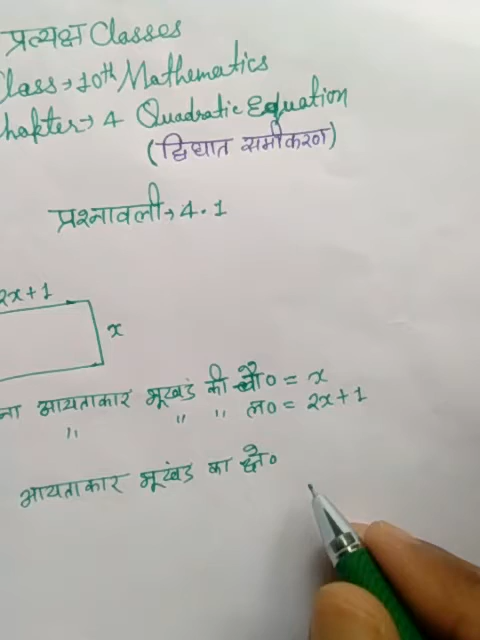 प्रत्यक्ष Classes
Class → 10th Mathematics
Chapter → 4 Quadratic Equation
(द्विघात समीकरण)
प्रश्नावली → 4.1
2x+1
x
ना आयताकार भूखंड की चौ० = x
" " " ल० = 2x+1
आयताकार भूखंड का क्षे०